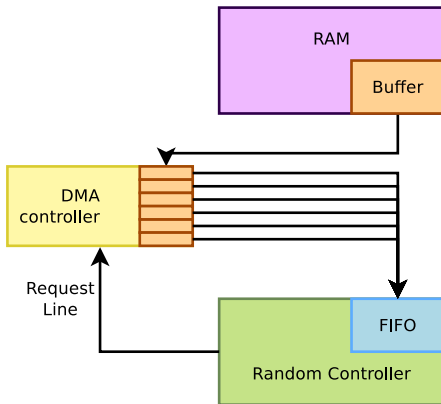 RAM
Buffer
DMA
controller
Request
Line
FIFO
Random Controller